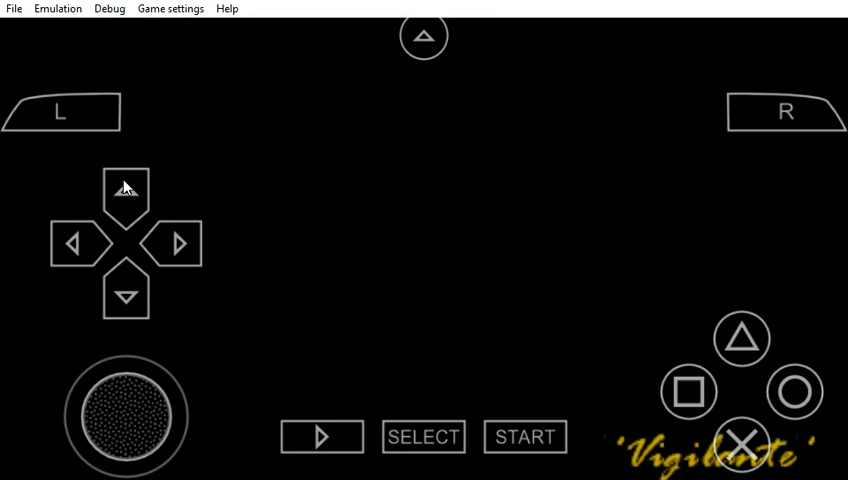 File Emulation Debug Game settings Help
L
R
SELECT START
'Vigilante'